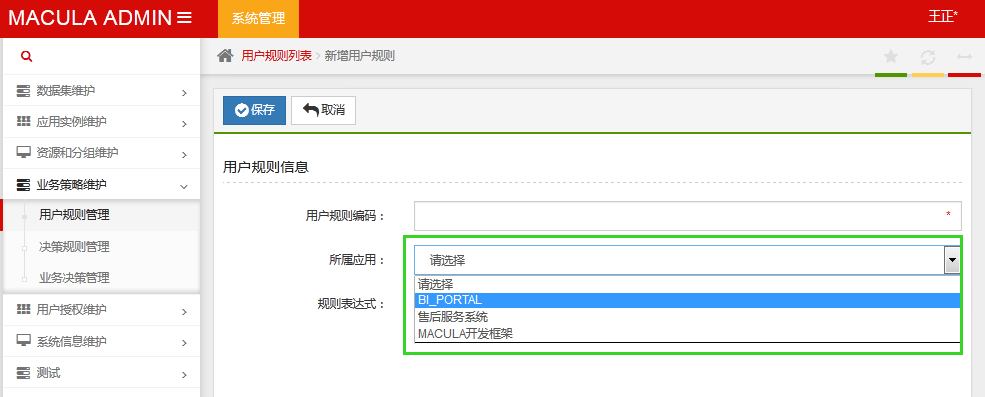 MACULA ADMIN
系统管理
王正*
用户规则列表 > 新增用户规则
数据集维护
应用实例维护
资源和分组维护
业务策略维护
用户规则管理
决策规则管理
业务决策管理
用户授权维护
系统信息维护
测试
保存
取消
用户规则信息
用户规则编码：
*
所属应用：
请选择
请选择
BI_PORTAL
售后服务系统
MACULA开发框架
规则表达式：